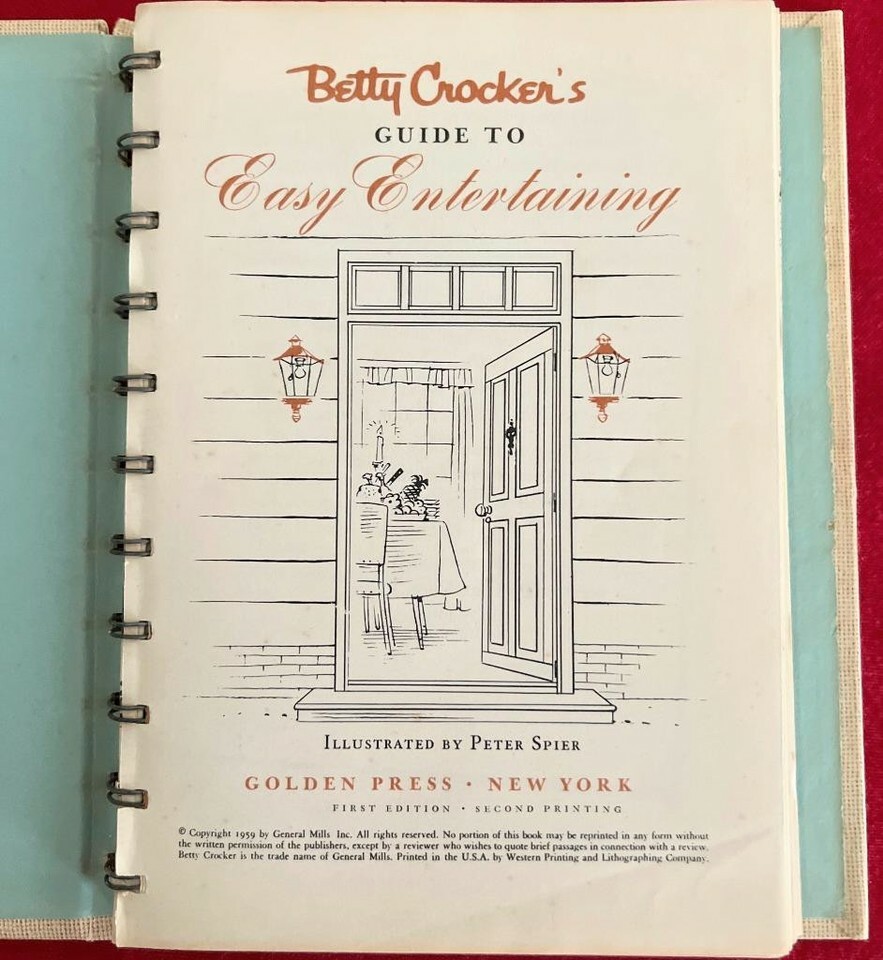 Betty Crocker's
GUIDE TO
Easy Entertaining
ILLUSTRATED BY PETER SPIER
GOLDEN PRESS · NEW YORK
FIRST EDITION · SECOND PRINTING
© Copyright 1959 by General Mills Inc. All rights reserved. No portion of this book may be reprinted in any form without
the written permission of the publishers, except by a reviewer who wishes to quote brief passages in connection with a review.
Betty Crocker is the trade name of General Mills. Printed in the U.S.A. by Western Printing and Lithographing Company.